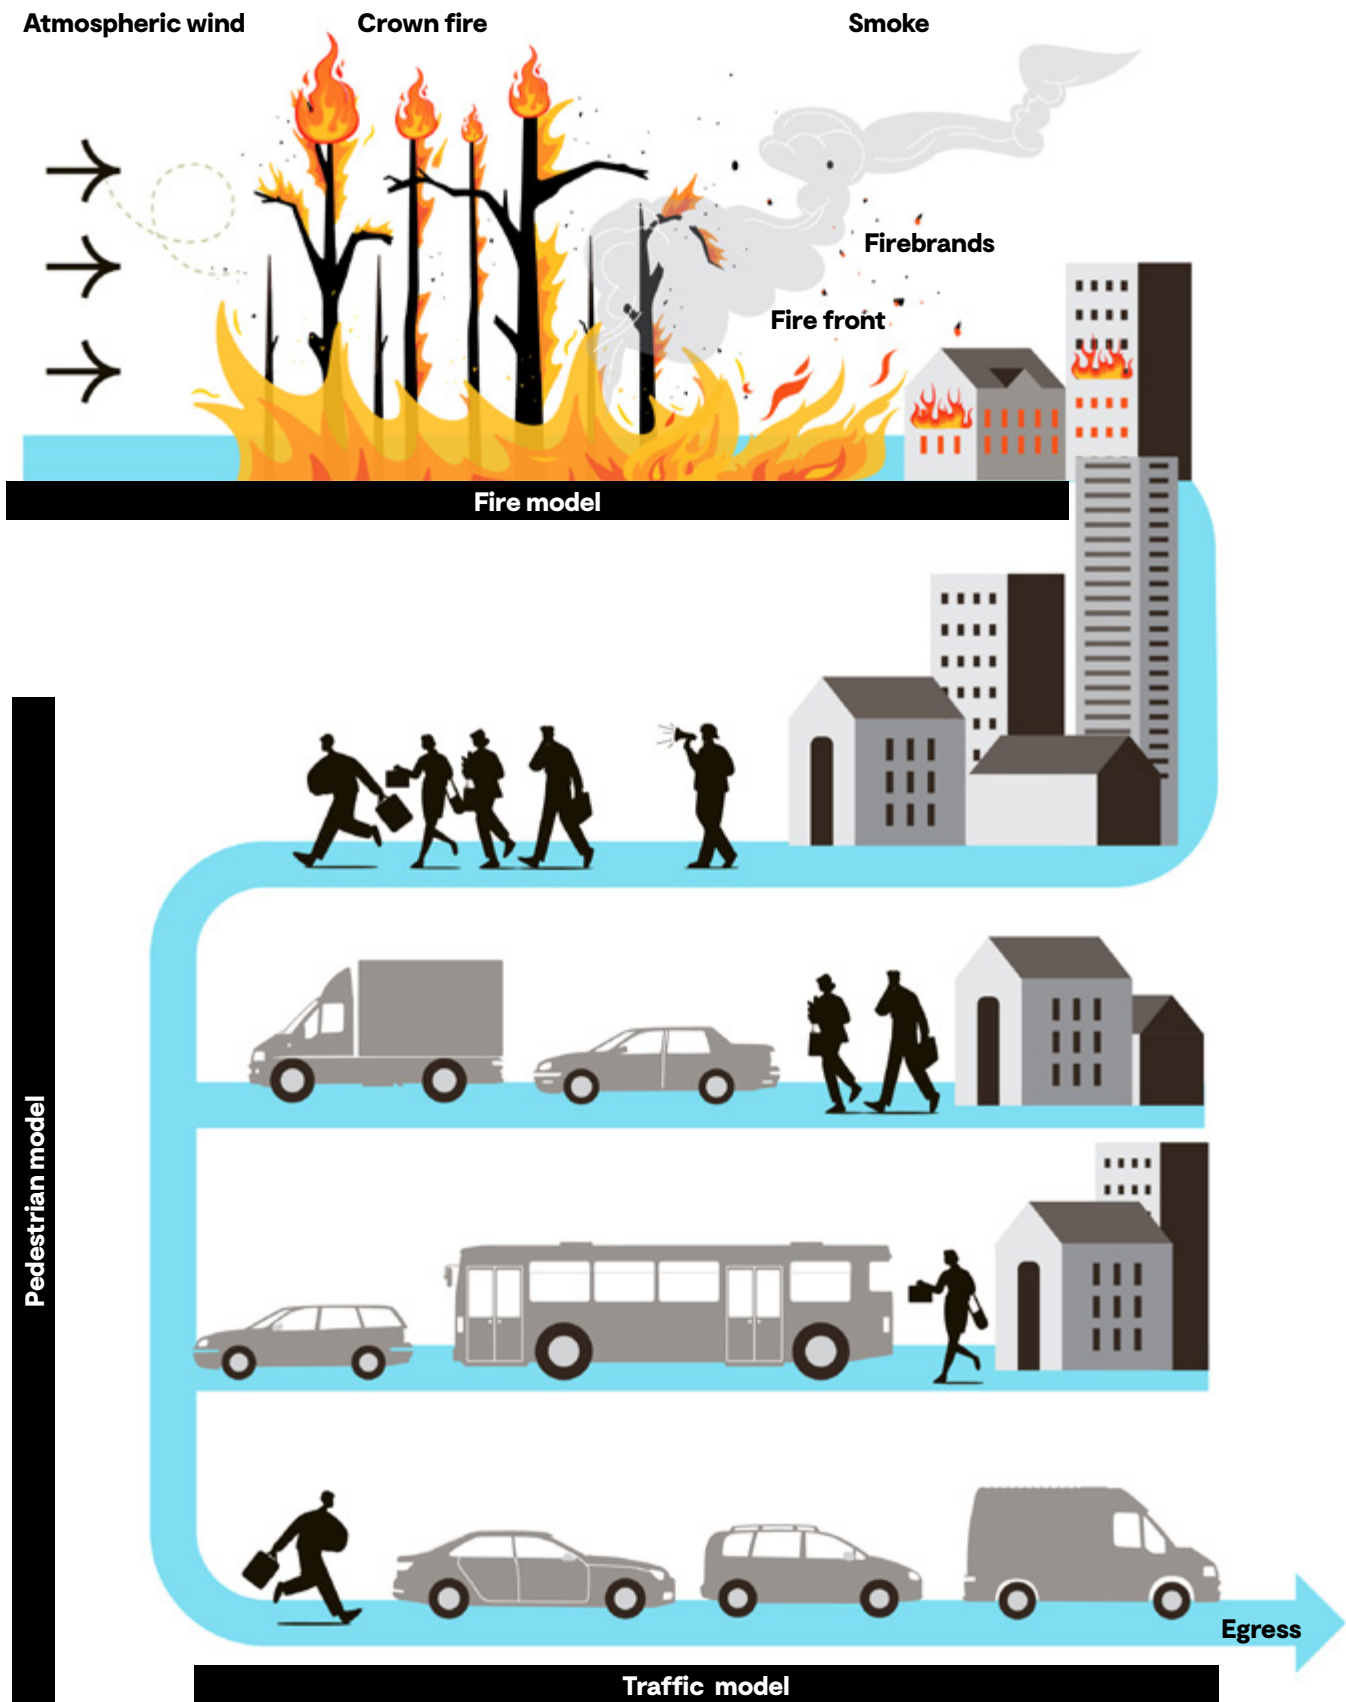 Atmospheric wind
Crown fire
Smoke
Firebrands
Fire front
Fire model
Pedestrian model
Egress
Traffic model